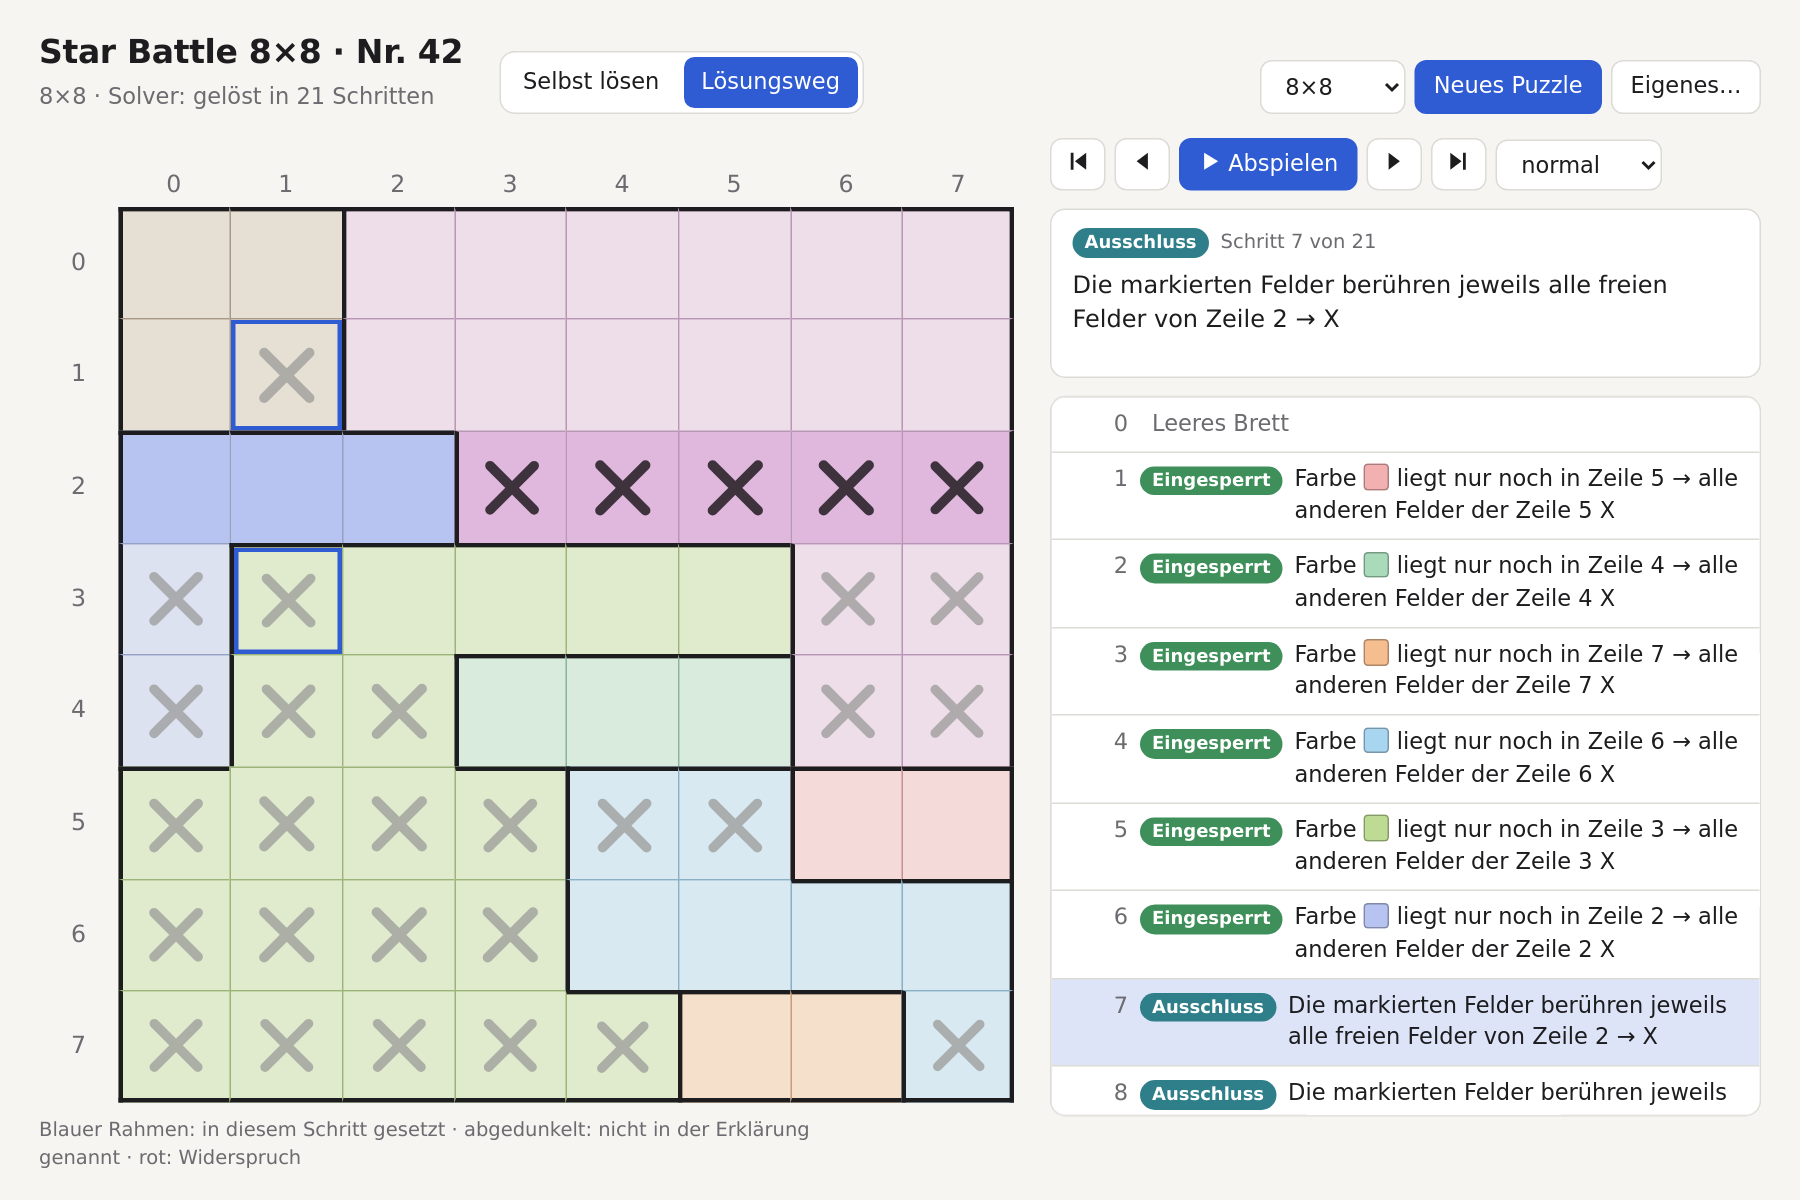 Star Battle 8×8 · Nr. 42
8×8 · Solver: gelöst in 21 Schritten
Selbst lösen
Lösungsweg
8×8
Neues Puzzle
Eigenes…
Abspielen
normal
0 1 2 3 4 5 6 7
0
1
2
3
4
5
6
7
Ausschluss Schritt 7 von 21
Die markierten Felder berühren jeweils alle freien
Felder von Zeile 2 → X
0 Leeres Brett
1 Eingesperrt Farbe liegt nur noch in Zeile 5 → alle
anderen Felder der Zeile 5 X
2 Eingesperrt Farbe liegt nur noch in Zeile 4 → alle
anderen Felder der Zeile 4 X
3 Eingesperrt Farbe liegt nur noch in Zeile 7 → alle
anderen Felder der Zeile 7 X
4 Eingesperrt Farbe liegt nur noch in Zeile 6 → alle
anderen Felder der Zeile 6 X
5 Eingesperrt Farbe liegt nur noch in Zeile 3 → alle
anderen Felder der Zeile 3 X
6 Eingesperrt Farbe liegt nur noch in Zeile 2 → alle
anderen Felder der Zeile 2 X
7 Ausschluss Die markierten Felder berühren jeweils
alle freien Felder von Zeile 2 → X
8 Ausschluss Die markierten Felder berühren jeweils
Blauer Rahmen: in diesem Schritt gesetzt · abgedunkelt: nicht in der Erklärung
genannt · rot: Widerspruch